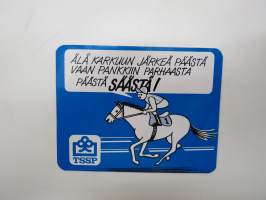 ÄLÄ KARKUUN JÄRKEÄ PÄÄSTÄ
VAAN PANKKIIN PARHAASTA
PÄÄSTÄ SÄÄSTÄ!
TSSP